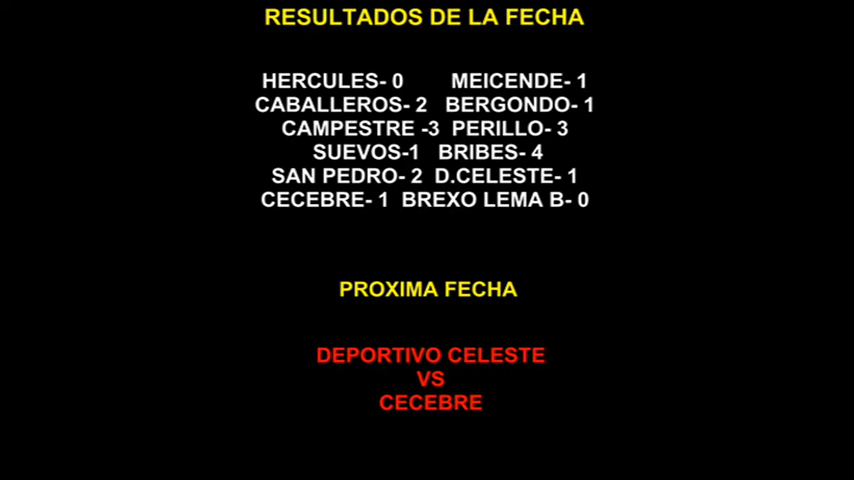 RESULTADOS DE LA FECHA
HERCULES- 0 MEICENDE- 1
CABALLEROS- 2 BERGONDO- 1
CAMPESTRE -3 PERILLO- 3
SUEVOS-1 BRIBES- 4
SAN PEDRO- 2 D.CELESTE- 1
CECEBRE- 1 BREXO LEMA B- 0
PROXIMA FECHA
DEPORTIVO CELESTE
VS
CECEBRE